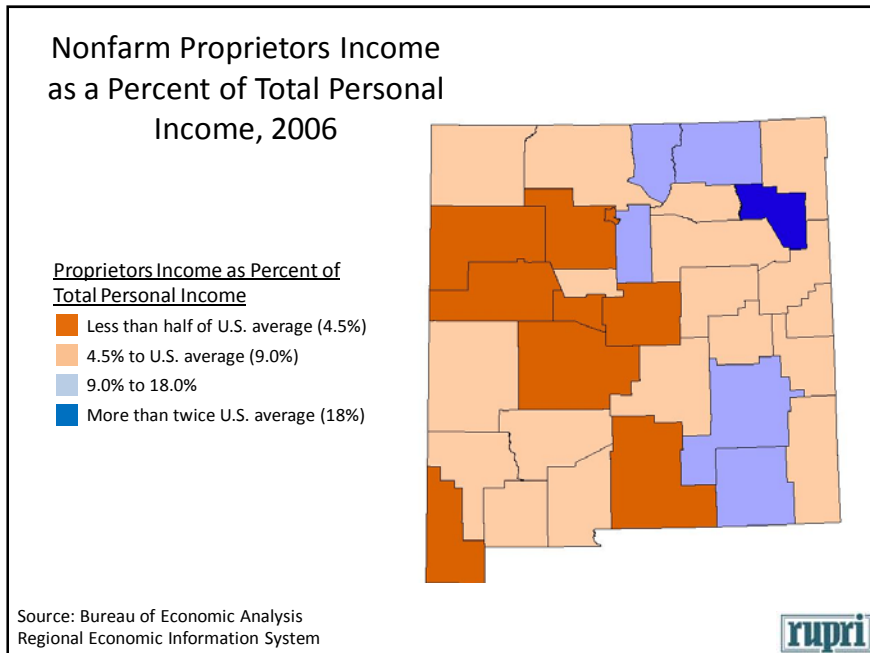 Nonfarm Proprietors Income
as a Percent of Total Personal
Income, 2006
Proprietors Income as Percent of
Total Personal Income
Less than half of U.S. average (4.5%)
4.5% to U.S. average (9.0%)
9.0% to 18.0%
More than twice U.S. average (18%)
Source: Bureau of Economic Analysis
Regional Economic Information System
rupri